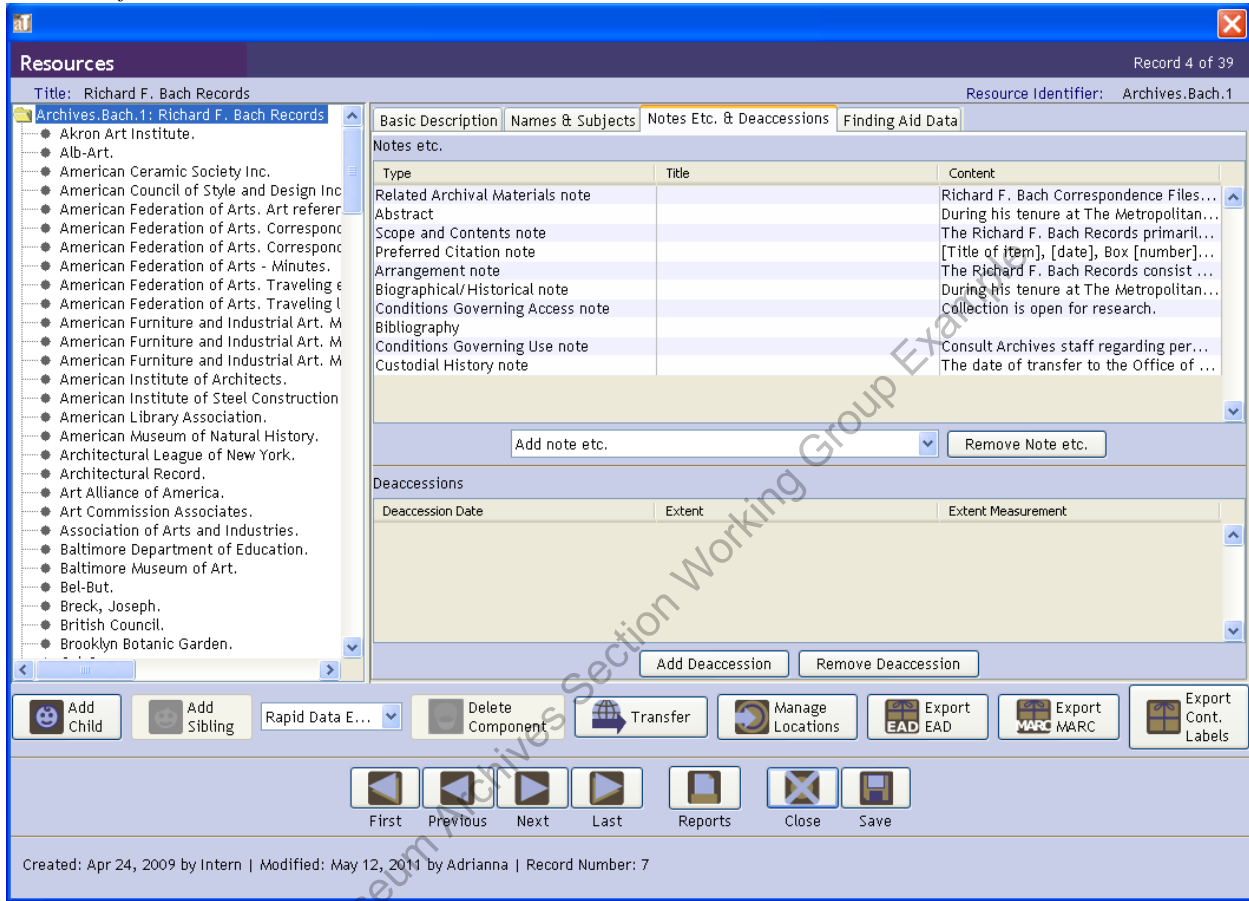 aT
Resources
Record 4 of 39
Title: Richard F. Bach Records
Resource Identifier: Archives.Bach.1
Archives.Bach.1: Richard F. Bach Records
Akron Art Institute.
Alb-Art.
American Ceramic Society Inc.
American Council of Style and Design Inc
American Federation of Arts. Art referer
American Federation of Arts. Correspond
American Federation of Arts. Correspond
American Federation of Arts - Minutes.
American Federation of Arts. Traveling e
American Federation of Arts. Traveling l
American Furniture and Industrial Art. M
American Furniture and Industrial Art. M
American Furniture and Industrial Art. M
American Institute of Architects.
American Institute of Steel Construction
American Library Association.
American Museum of Natural History.
Architectural League of New York.
Architectural Record.
Art Alliance of America.
Art Commission Associates.
Association of Arts and Industries.
Baltimore Department of Education.
Baltimore Museum of Art.
Bel-But.
Breck, Joseph.
British Council.
Brooklyn Botanic Garden.
Basic Description Names & Subjects Notes Etc. & Deaccessions Finding Aid Data
Notes etc.
Type Title Content
Related Archival Materials note Richard F. Bach Correspondence Files...
Abstract During his tenure at The Metropolitan...
Scope and Contents note The Richard F. Bach Records primaril...
Preferred Citation note [Title of item], [date], Box [number]...
Arrangement note The Richard F. Bach Records consist ...
Biographical/Historical note During his tenure at The Metropolitan...
Conditions Governing Access note Collection is open for research.
Bibliography
Conditions Governing Use note Consult Archives staff regarding per...
Custodial History note The date of transfer to the Office of ...
Add note etc. Remove Note etc.
Deaccessions
Deaccession Date Extent Extent Measurement
Add Deaccession Remove Deaccession
Add Child
Add Sibling
Rapid Data E...
Delete Component
Transfer
Manage Locations
EAD Export EAD
MARC Export MARC
Export Cont. Labels
First Previous Next Last Reports Close Save
Created: Apr 24, 2009 by Intern | Modified: May 12, 2011 by Adrianna | Record Number: 7
seum Archives Section Working Group Example